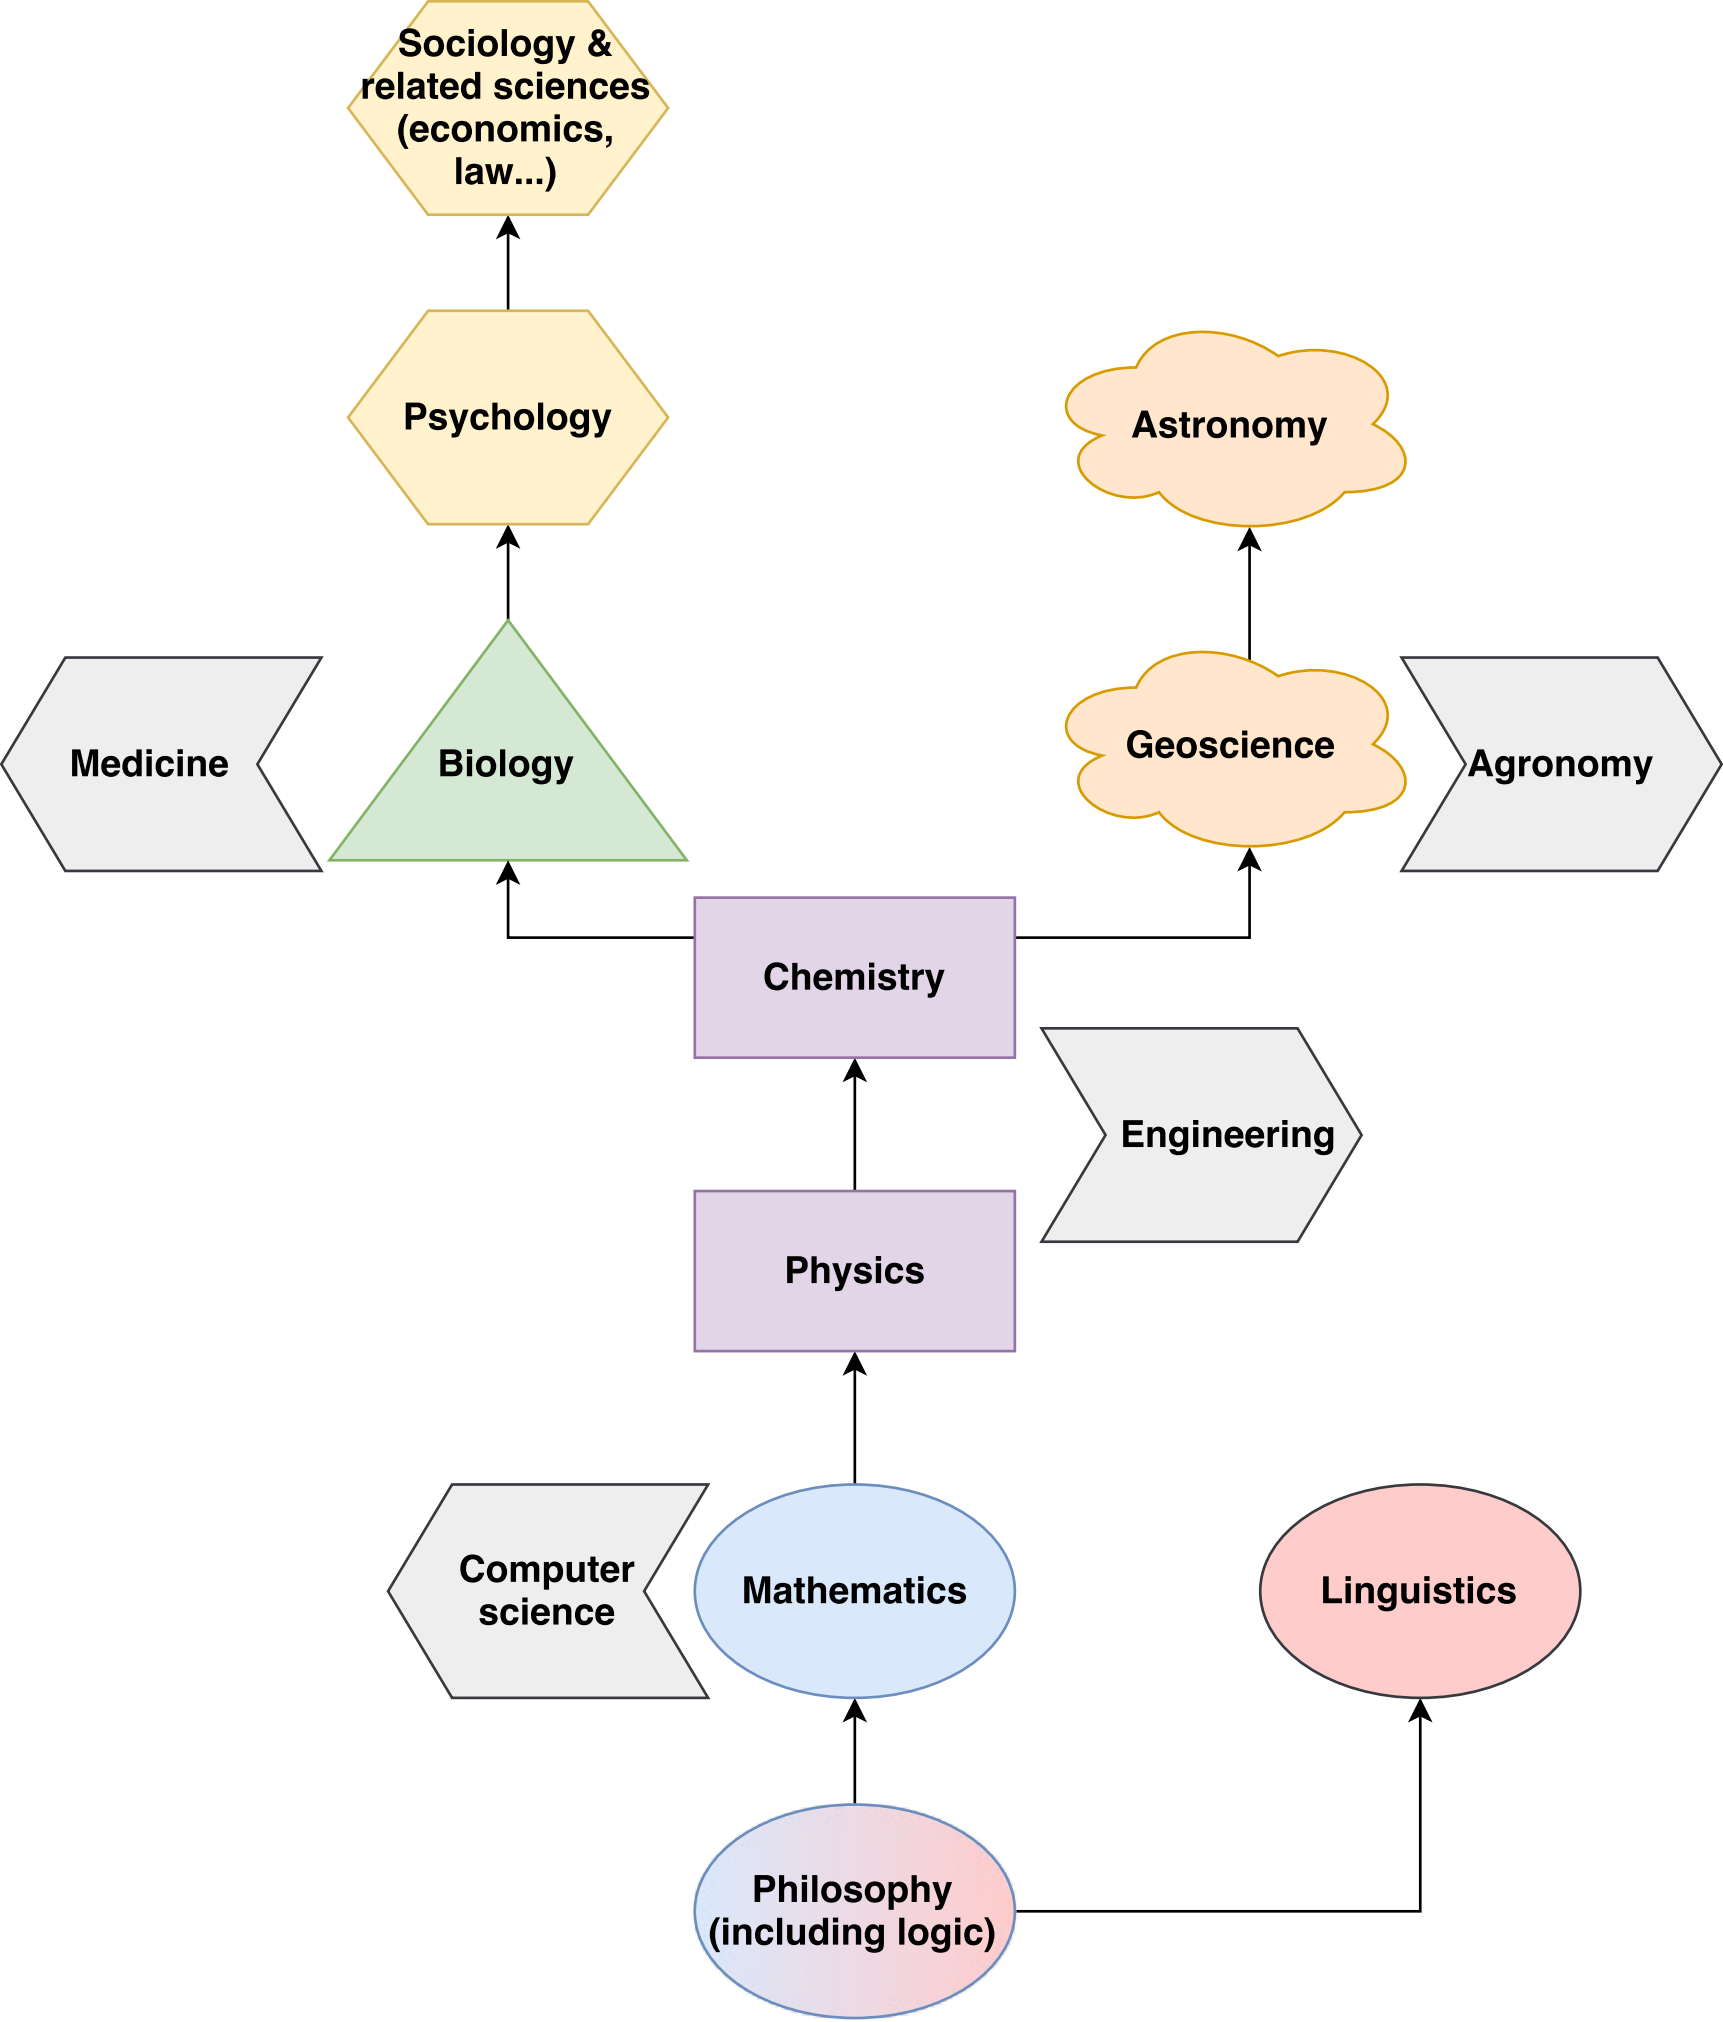 Sociology &
related sciences
(economics,
law...)
Psychology
Astronomy
Geoscience
Medicine
Biology
Agronomy
Chemistry
Engineering
Physics
Computer
science
Mathematics
Linguistics
Philosophy
(including logic)